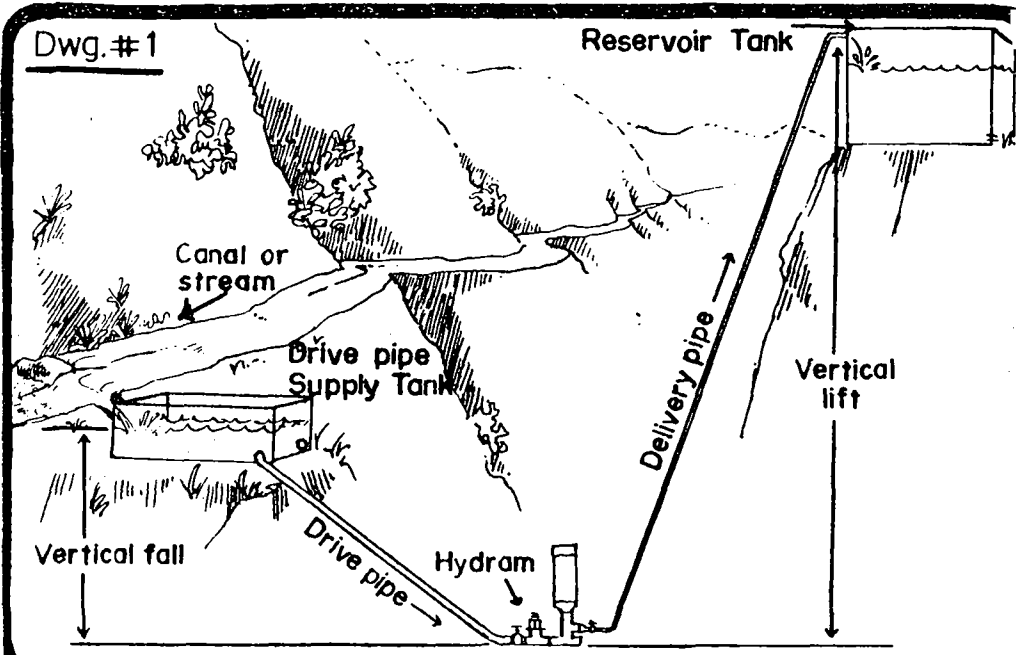 Dwg.#1
Reservoir Tank
Canal or
stream
Drive pipe
Supply Tank
Delivery pipe
Vertical
lift
Vertical fall
Drive pipe
Hydram